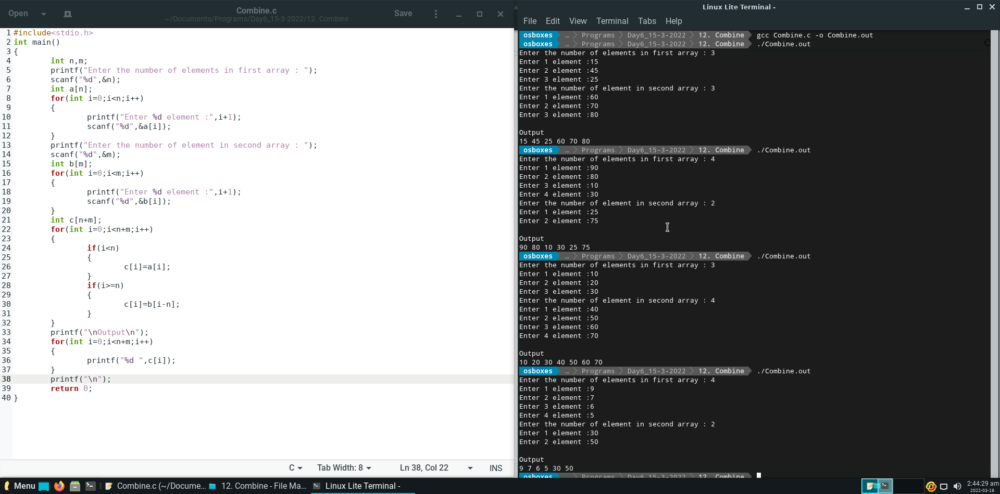 Open
Combine.c
~/Documents/Programs/Day6_15-3-2022/12. Combine
Save
1 #include<stdio.h>
2 int main()
3 {
4 int n,m;
5 printf("Enter the number of elements in first array : ");
6 scanf("%d",&n);
7 int a[n];
8 for(int i=0;i<n;i++)
9 {
10 printf("Enter %d element :",i+1);
11 scanf("%d",&a[i]);
12 }
13 printf("Enter the number of element in second array : ");
14 scanf("%d",&m);
15 int b[m];
16 for(int i=0;i<m;i++)
17 {
18 printf("Enter %d element :",i+1);
19 scanf("%d",&b[i]);
20 }
21 int c[n+m];
22 for(int i=0;i<n+m;i++)
23 {
24 if(i<n)
25 {
26 c[i]=a[i];
27 }
28 if(i>=n)
29 {
30 c[i]=b[i-n];
31 }
32 }
33 printf("\nOutput\n");
34 for(int i=0;i<n+m;i++)
35 {
36 printf("%d ",c[i]);
37 }
38 printf("\n");
39 return 0;
40 }
C Tab Width: 8 Ln 38, Col 22 INS
Linux Lite Terminal -
File Edit View Terminal Tabs Help
osboxes … Programs Day6_15-3-2022 12. Combine gcc Combine.c -o Combine.out
osboxes … Programs Day6_15-3-2022 12. Combine ./Combine.out
Enter the number of elements in first array : 3
Enter 1 element :15
Enter 2 element :45
Enter 3 element :25
Enter the number of element in second array : 3
Enter 1 element :60
Enter 2 element :70
Enter 3 element :80
Output
15 45 25 60 70 80
osboxes … Programs Day6_15-3-2022 12. Combine ./Combine.out
Enter the number of elements in first array : 4
Enter 1 element :90
Enter 2 element :80
Enter 3 element :10
Enter 4 element :30
Enter the number of element in second array : 2
Enter 1 element :25
Enter 2 element :75
Output
90 80 10 30 25 75
osboxes … Programs Day6_15-3-2022 12. Combine ./Combine.out
Enter the number of elements in first array : 3
Enter 1 element :10
Enter 2 element :20
Enter 3 element :30
Enter the number of element in second array : 4
Enter 1 element :40
Enter 2 element :50
Enter 3 element :60
Enter 4 element :70
Output
10 20 30 40 50 60 70
osboxes … Programs Day6_15-3-2022 12. Combine ./Combine.out
Enter the number of elements in first array : 4
Enter 1 element :9
Enter 2 element :7
Enter 3 element :6
Enter 4 element :5
Enter the number of element in second array : 2
Enter 1 element :30
Enter 2 element :50
Output
9 7 6 5 30 50
osboxes … Programs Day6_15-3-2022 12. Combine
Menu Combine.c (~/Docume... 12. Combine - File Ma... Linux Lite Terminal - 2:44:29 am
2022-03-18